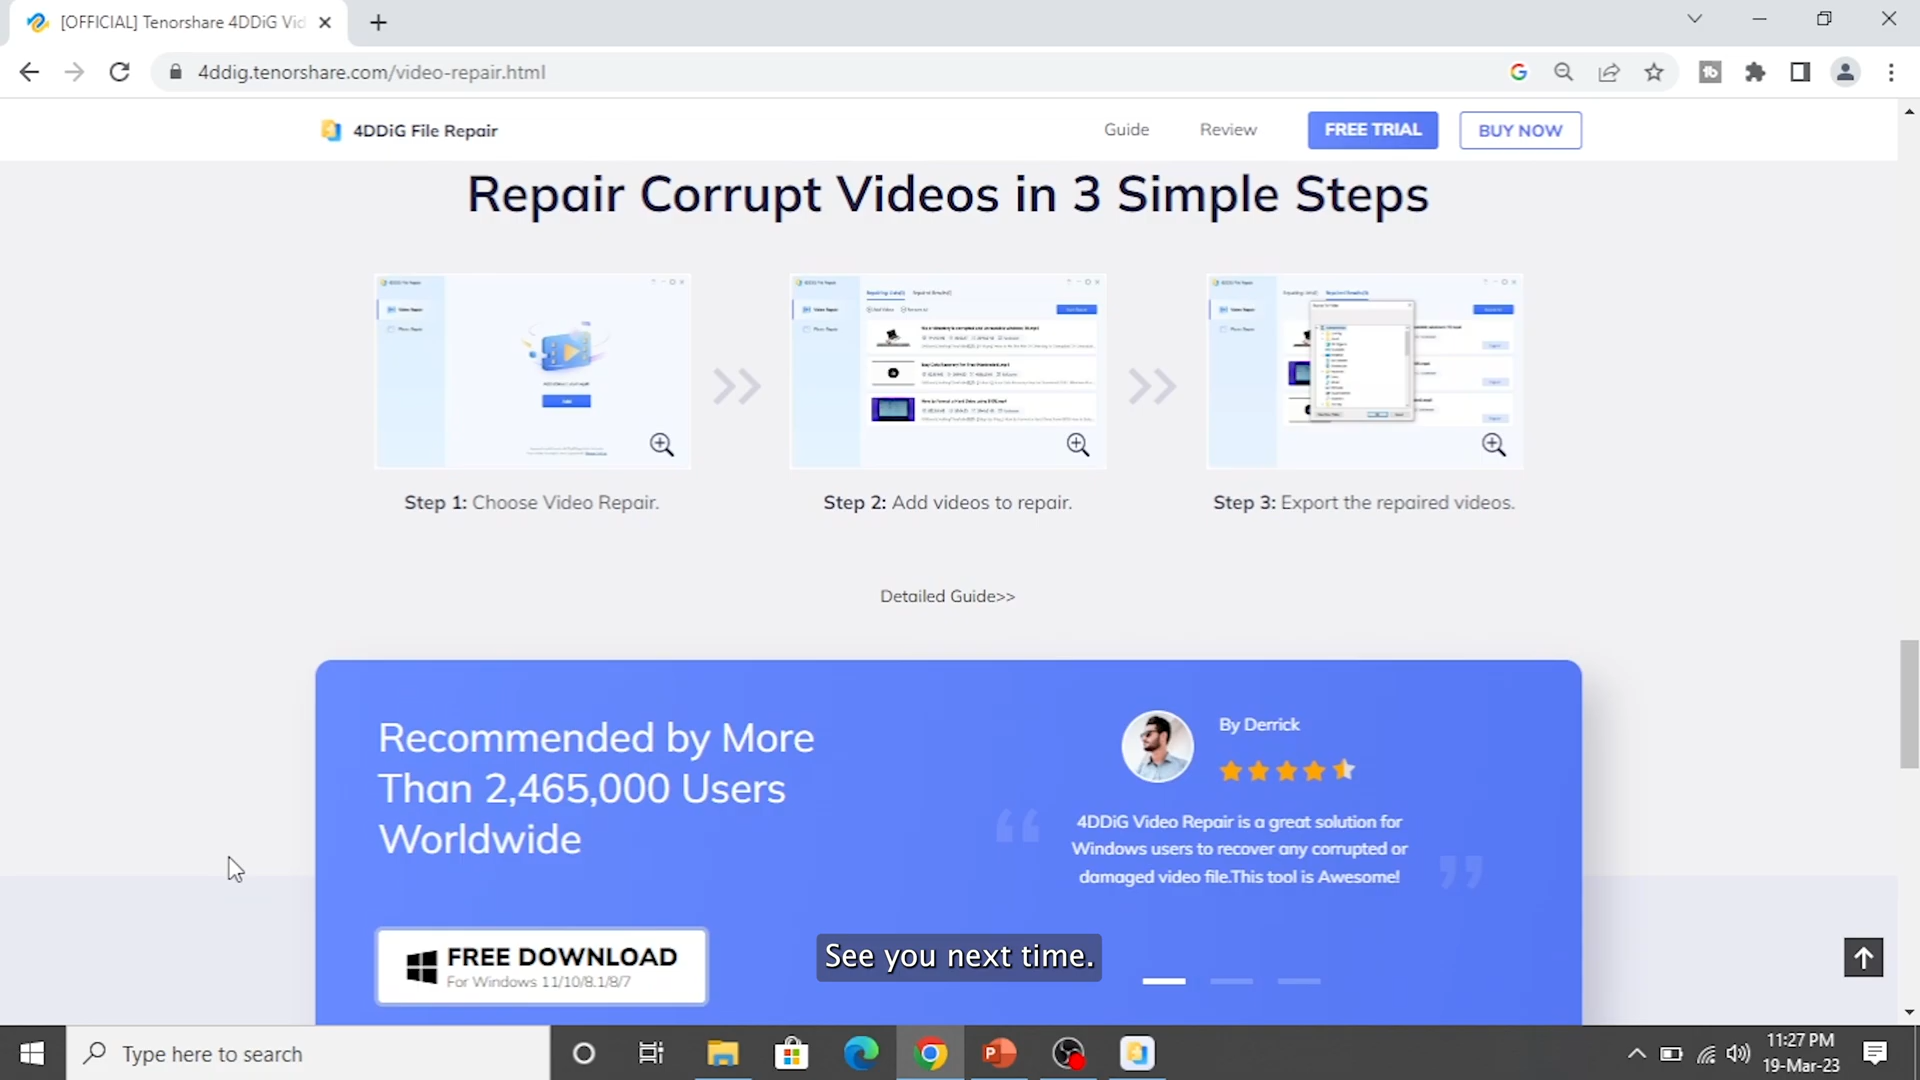 [OFFICIAL] Tenorshare 4DDiG Vid
4ddig.tenorshare.com/video-repair.html
4DDiG File Repair
Guide
Review
FREE TRIAL
BUY NOW
Repair Corrupt Videos in 3 Simple Steps
Step 1: Choose Video Repair.
Step 2: Add videos to repair.
Step 3: Export the repaired videos.
Detailed Guide>>
Recommended by More
Than 2,465,000 Users
Worldwide
By Derrick
4DDiG Video Repair is a great solution for
Windows users to recover any corrupted or
damaged video file.This tool is Awesome!
FREE DOWNLOAD
For Windows 11/10/8.1/8/7
See you next time.
Type here to search
11:27 PM
19-Mar-23